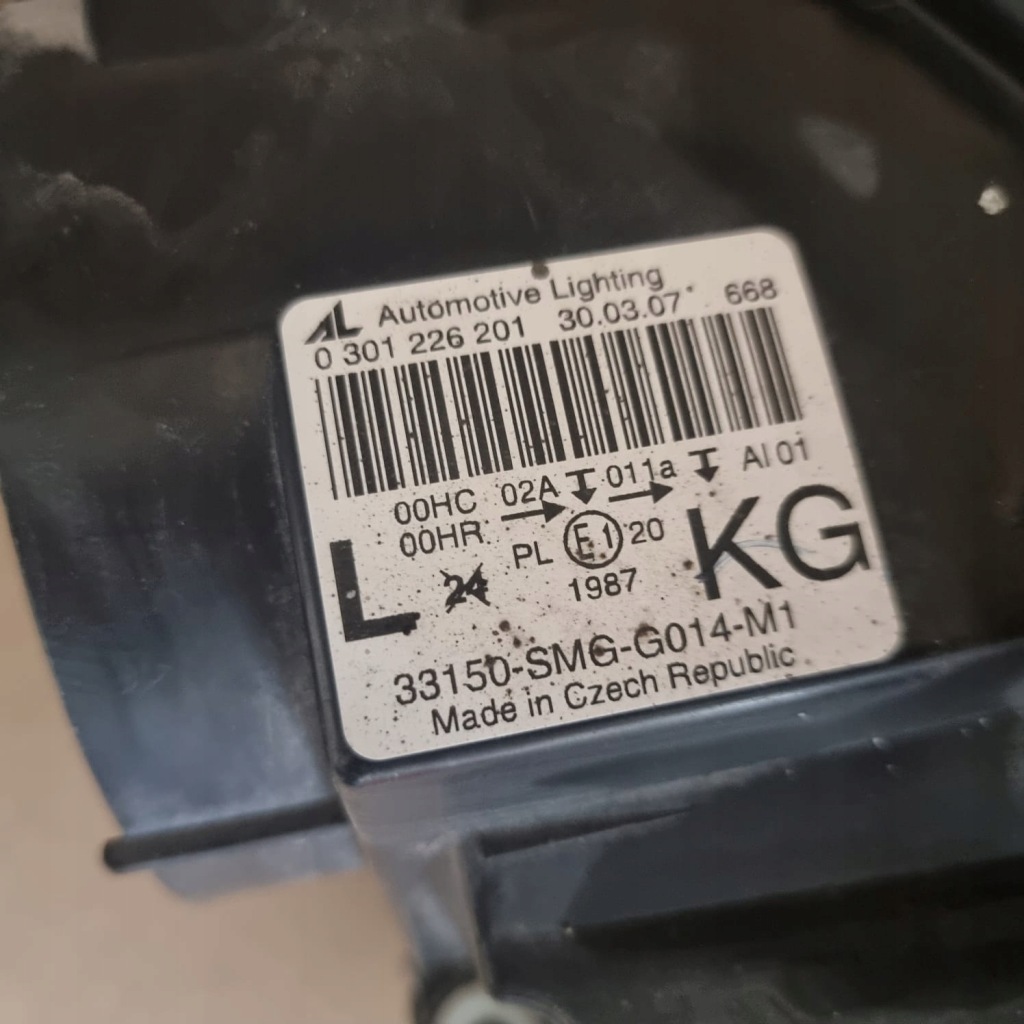 AL Automotive Lighting
0 301 226 201 30.03.07 668
00HC 02A 011a AI 01
00HR PL E1 20
L 24 1987 KG
33150-SMG-G014-M1
Made in Czech Republic